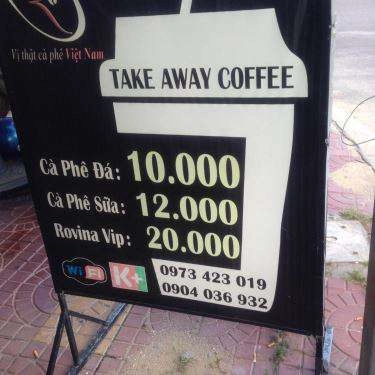 Vị thật cà phê Việt Nam
TAKE AWAY COFFEE
Cà Phê Đá: 10.000
Cà Phê Sữa: 12.000
Rovina Vip: 20.000
WiFi K+
0973 423 019
0904 036 932